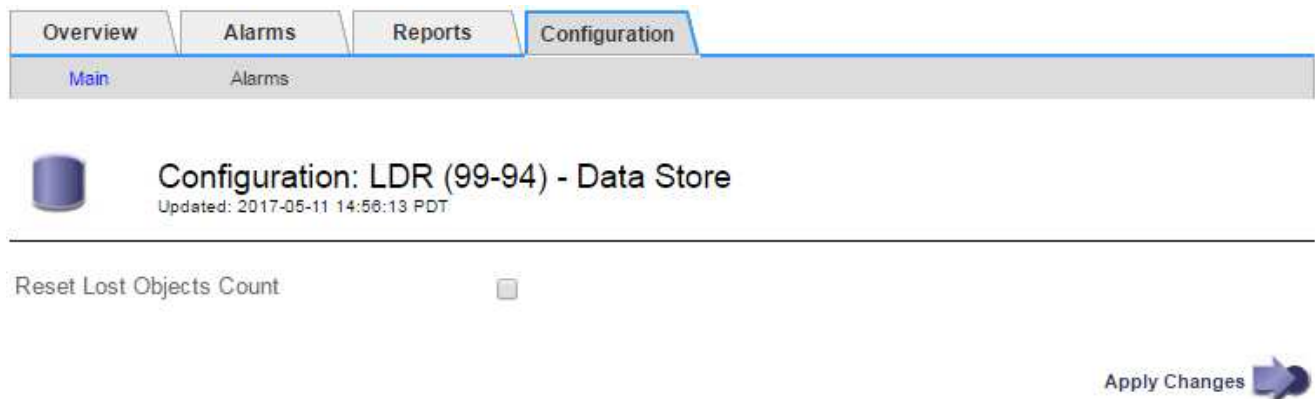 Overview Alarms Reports Configuration
Main Alarms
Configuration: LDR (99-94) - Data Store
Updated: 2017-05-11 14:56:13 PDT
Reset Lost Objects Count
Apply Changes